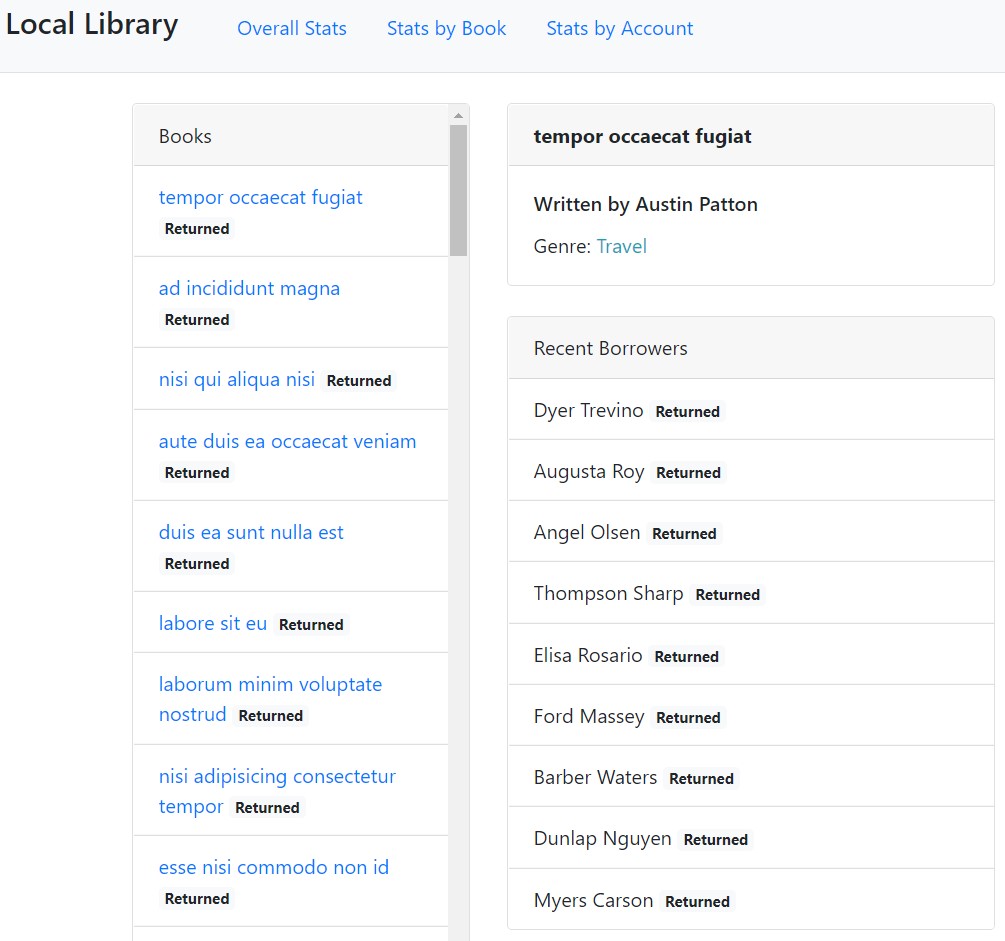 Local Library
Overall Stats
Stats by Book
Stats by Account
Books
tempor occaecat fugiat
Returned
ad incididunt magna
Returned
nisi qui aliqua nisi Returned
aute duis ea occaecat veniam
Returned
duis ea sunt nulla est
Returned
labore sit eu Returned
laborum minim voluptate
nostrud Returned
nisi adipisicing consectetur
tempor Returned
esse nisi commodo non id
Returned
tempor occaecat fugiat
Written by Austin Patton
Genre: Travel
Recent Borrowers
Dyer Trevino Returned
Augusta Roy Returned
Angel Olsen Returned
Thompson Sharp Returned
Elisa Rosario Returned
Ford Massey Returned
Barber Waters Returned
Dunlap Nguyen Returned
Myers Carson Returned